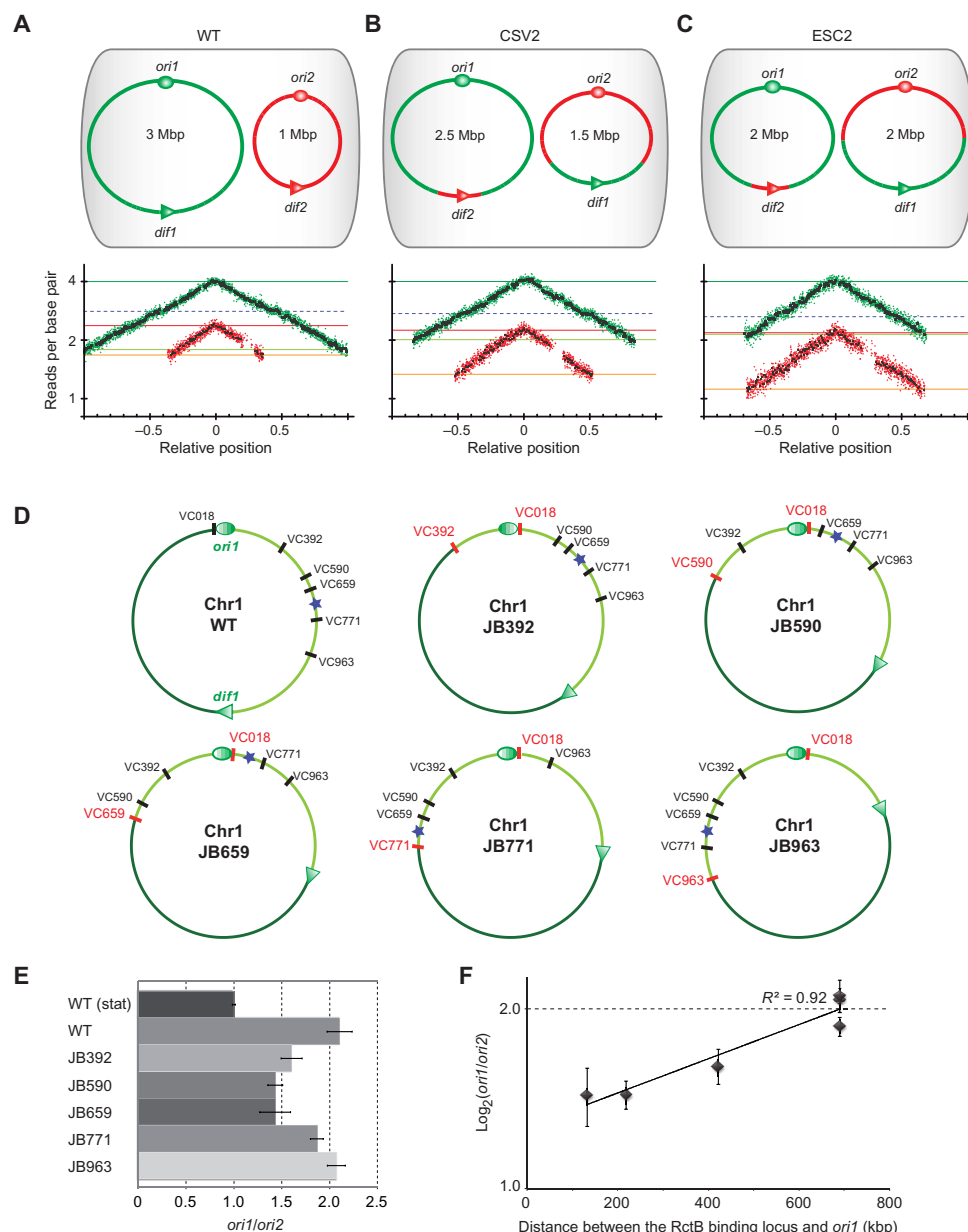 A
WT
ori1
ori2
3 Mbp
1 Mbp
dif2
dif1
B
CSV2
ori1
ori2
2.5 Mbp
1.5 Mbp
dif2
dif1
C
ESC2
ori1
ori2
2 Mbp
2 Mbp
dif2
dif1
Reads per base pair
4
2
1
–0.5
0
0.5
Relative position
–0.5
0
0.5
Relative position
–0.5
0
0.5
Relative position
D
VC018
ori1
VC392
VC590
VC659
VC771
VC963
Chr1
WT
dif1
VC392
VC018
VC590
VC659
VC771
VC963
Chr1
JB392
VC018
VC659
VC771
VC963
VC392
VC590
Chr1
JB590
VC018
VC771
VC963
VC392
VC590
VC659
Chr1
JB659
VC018
VC963
VC392
VC590
VC659
VC771
Chr1
JB771
VC018
VC392
VC590
VC659
VC771
VC963
Chr1
JB963
E
WT (stat)
WT
JB392
JB590
JB659
JB771
JB963
0
0.5
1.0
1.5
2.0
2.5
ori1/ori2
F
R² = 0.92
2.0
1.0
Log₂(ori1/ori2)
0
200
400
600
800
Distance between the RctB binding locus and ori1 (kbp)